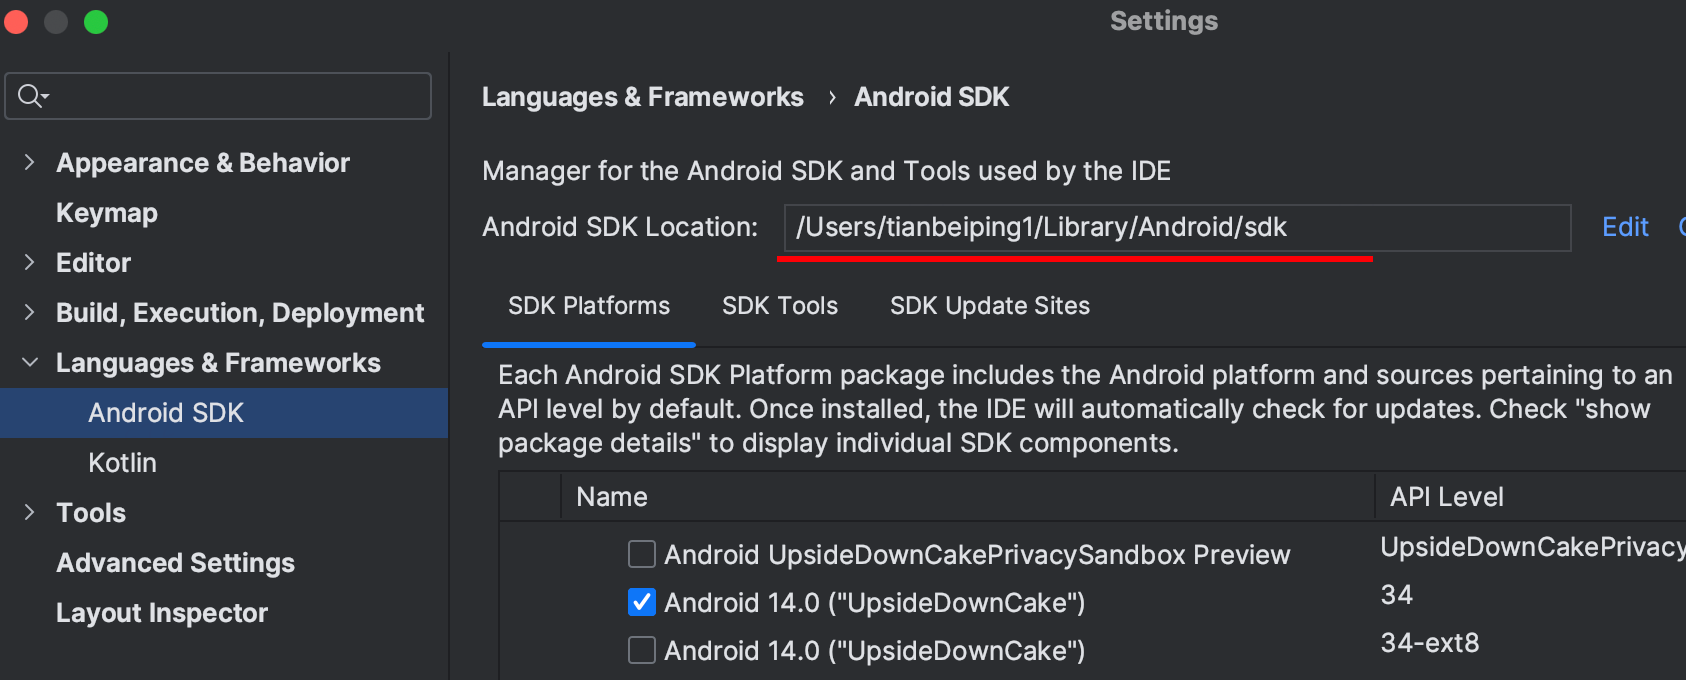 Settings
Appearance & Behavior
Keymap
Editor
Build, Execution, Deployment
Languages & Frameworks
Android SDK
Kotlin
Tools
Advanced Settings
Layout Inspector
Languages & Frameworks › Android SDK
Manager for the Android SDK and Tools used by the IDE
Android SDK Location: /Users/tianbeiping1/Library/Android/sdk Edit
SDK Platforms SDK Tools SDK Update Sites
Each Android SDK Platform package includes the Android platform and sources pertaining to an
API level by default. Once installed, the IDE will automatically check for updates. Check "show
package details" to display individual SDK components.
Name API Level
Android UpsideDownCakePrivacySandbox Preview UpsideDownCakePrivacy
Android 14.0 ("UpsideDownCake") 34
Android 14.0 ("UpsideDownCake") 34-ext8